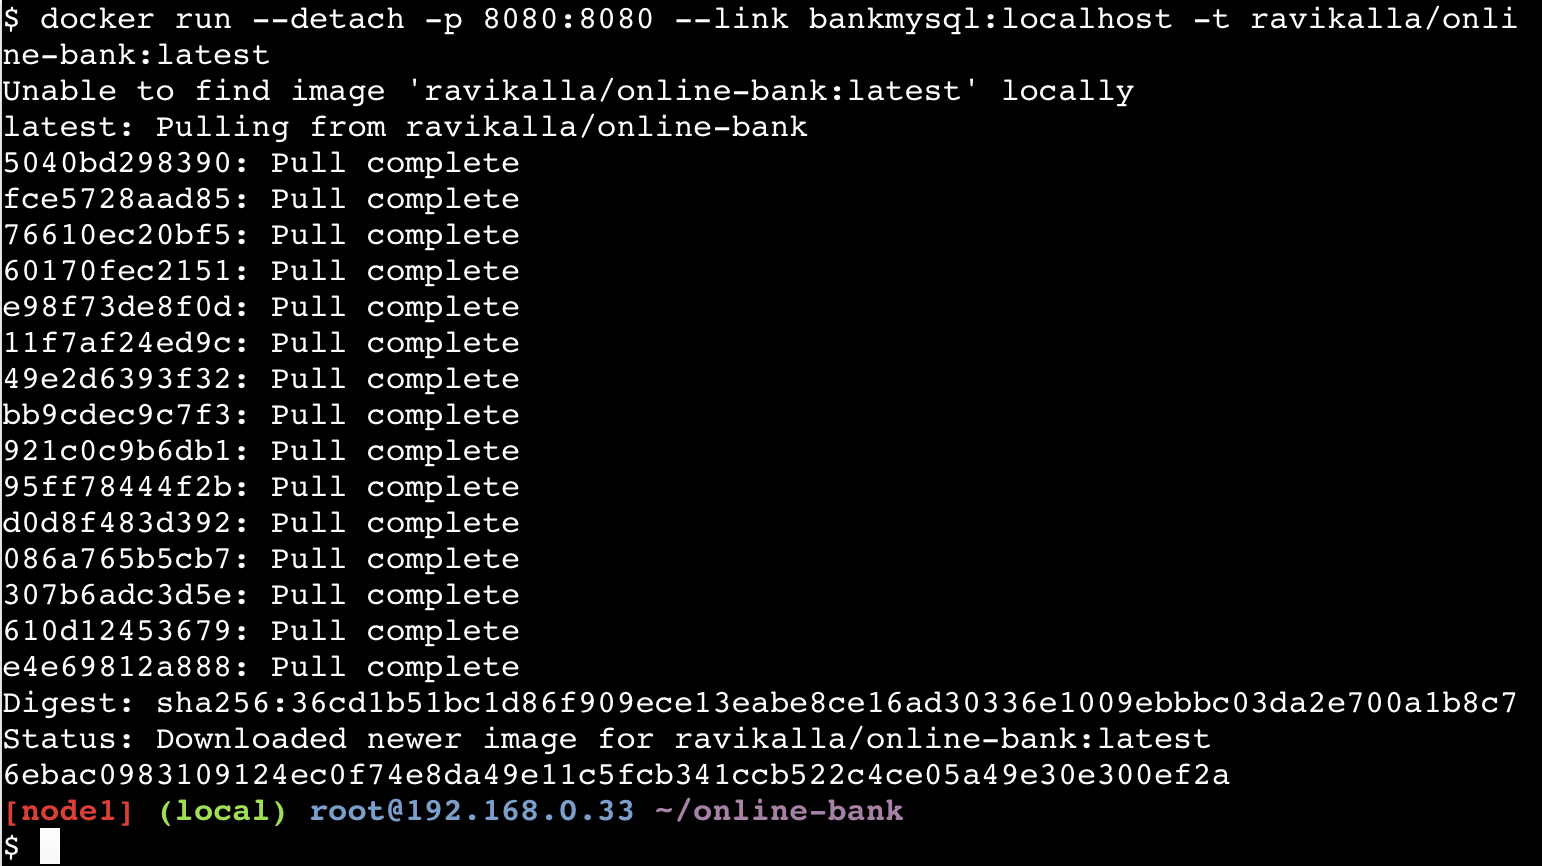 $ docker run --detach -p 8080:8080 --link bankmysql:localhost -t ravikalla/onli
ne-bank:latest
Unable to find image 'ravikalla/online-bank:latest' locally
latest: Pulling from ravikalla/online-bank
5040bd298390: Pull complete
fce5728aad85: Pull complete
76610ec20bf5: Pull complete
60170fec2151: Pull complete
e98f73de8f0d: Pull complete
11f7af24ed9c: Pull complete
49e2d6393f32: Pull complete
bb9cdec9c7f3: Pull complete
921c0c9b6db1: Pull complete
95ff78444f2b: Pull complete
d0d8f483d392: Pull complete
086a765b5cb7: Pull complete
307b6adc3d5e: Pull complete
610d12453679: Pull complete
e4e69812a888: Pull complete
Digest: sha256:36cd1b51bc1d86f909ece13eabe8ce16ad30336e1009ebbbc03da2e700a1b8c7
Status: Downloaded newer image for ravikalla/online-bank:latest
6ebac0983109124ec0f74e8da49e11c5fcb341ccb522c4ce05a49e30e300ef2a
[node1] (local) root@192.168.0.33 ~/online-bank
$